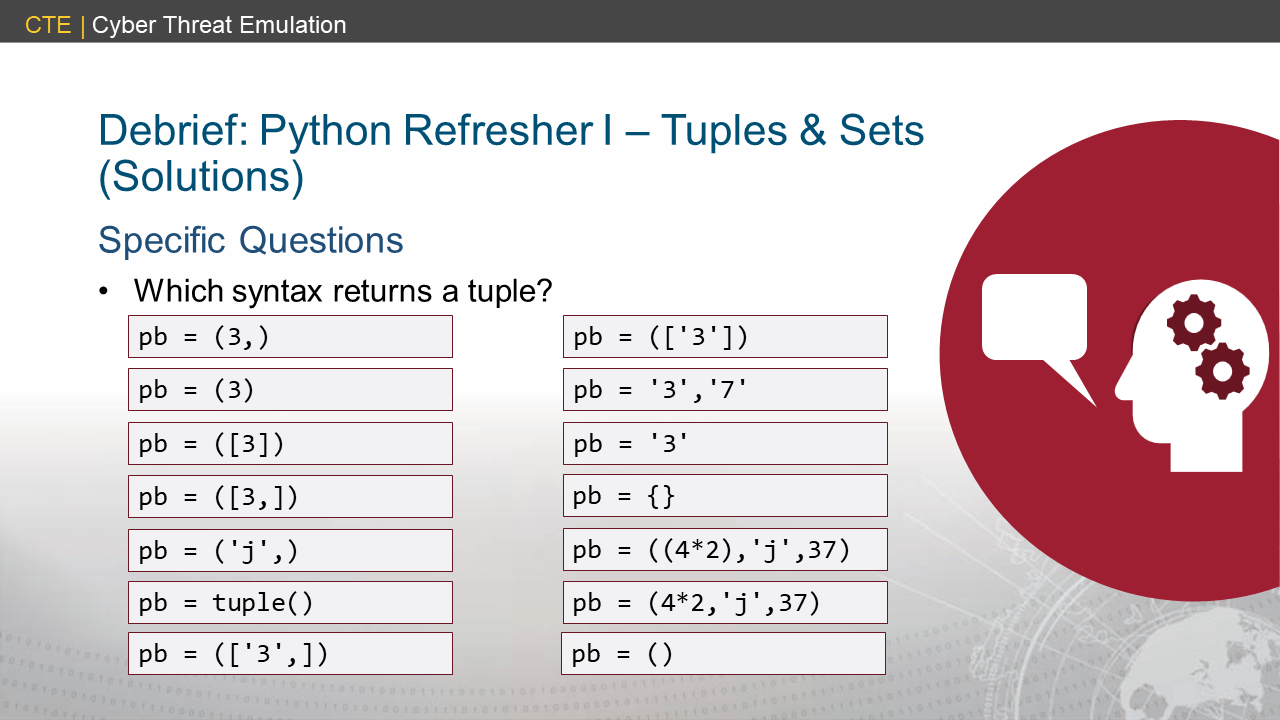 CTE | Cyber Threat Emulation
Debrief: Python Refresher I – Tuples & Sets
(Solutions)
Specific Questions
• Which syntax returns a tuple?
pb = (3,)
pb = (3)
pb = ([3])
pb = ([3,])
pb = ('j',)
pb = tuple()
pb = (['3',])
pb = (['3'])
pb = '3','7'
pb = '3'
pb = {}
pb = ((4*2),'j',37)
pb = (4*2,'j',37)
pb = ()